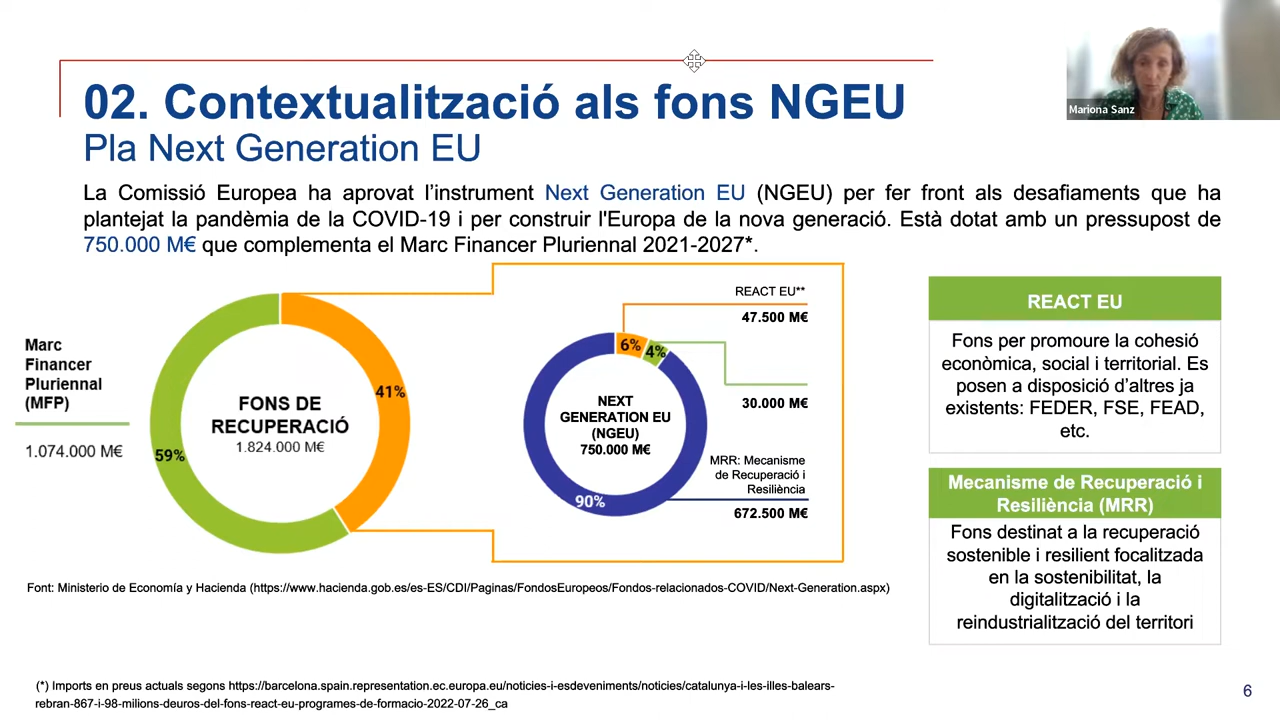 02. Contextualització als fons NGEU
Pla Next Generation EU
Mariona Sanz
La Comissió Europea ha aprovat l’instrument Next Generation EU (NGEU) per fer front als desafiaments que ha
plantejat la pandèmia de la COVID-19 i per construir l'Europa de la nova generació. Està dotat amb un pressupost de
750.000 M€ que complementa el Marc Financer Pluriennal 2021-2027*.
Marc
Financer
Pluriennal
(MFP)
1.074.000 M€
59%
FONS DE
RECUPERACIÓ
1.824.000 M€
41%
REACT EU**
47.500 M€
6%
4%
30.000 M€
NEXT
GENERATION EU
(NGEU)
750.000 M€
90%
MRR: Mecanisme
de Recuperació i
Resiliència
672.500 M€
REACT EU
Fons per promoure la cohesió
econòmica, social i territorial. Es
posen a disposició d’altres ja
existents: FEDER, FSE, FEAD,
etc.
Mecanisme de Recuperació i
Resiliència (MRR)
Fons destinat a la recuperació
sostenible i resilient focalitzada
en la sostenibilitat, la
digitalització i la
reindustrialització del territori
Font: Ministerio de Economía y Hacienda (https://www.hacienda.gob.es/es-ES/CDI/Paginas/FondosEuropeos/Fondos-relacionados-COVID/Next-Generation.aspx)
(*) Imports en preus actuals segons https://barcelona.spain.representation.ec.europa.eu/noticies-i-esdeveniments/noticies/catalunya-i-les-illes-balears-
rebran-867-i-98-milions-deuros-del-fons-react-eu-programes-de-formacio-2022-07-26_ca
6